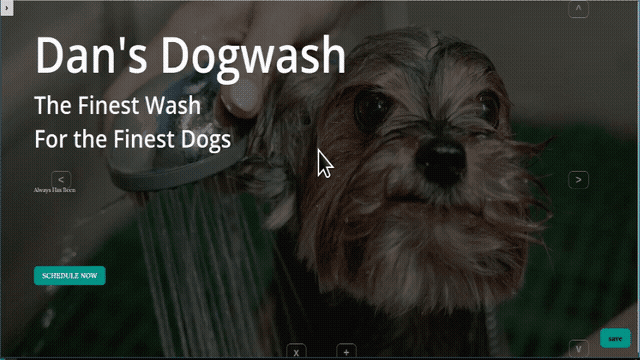 ›
^
Dan's Dogwash
The Finest Wash
For the Finest Dogs
<
>
Always Has Been
SCHEDULE NOW
save
x
+
v